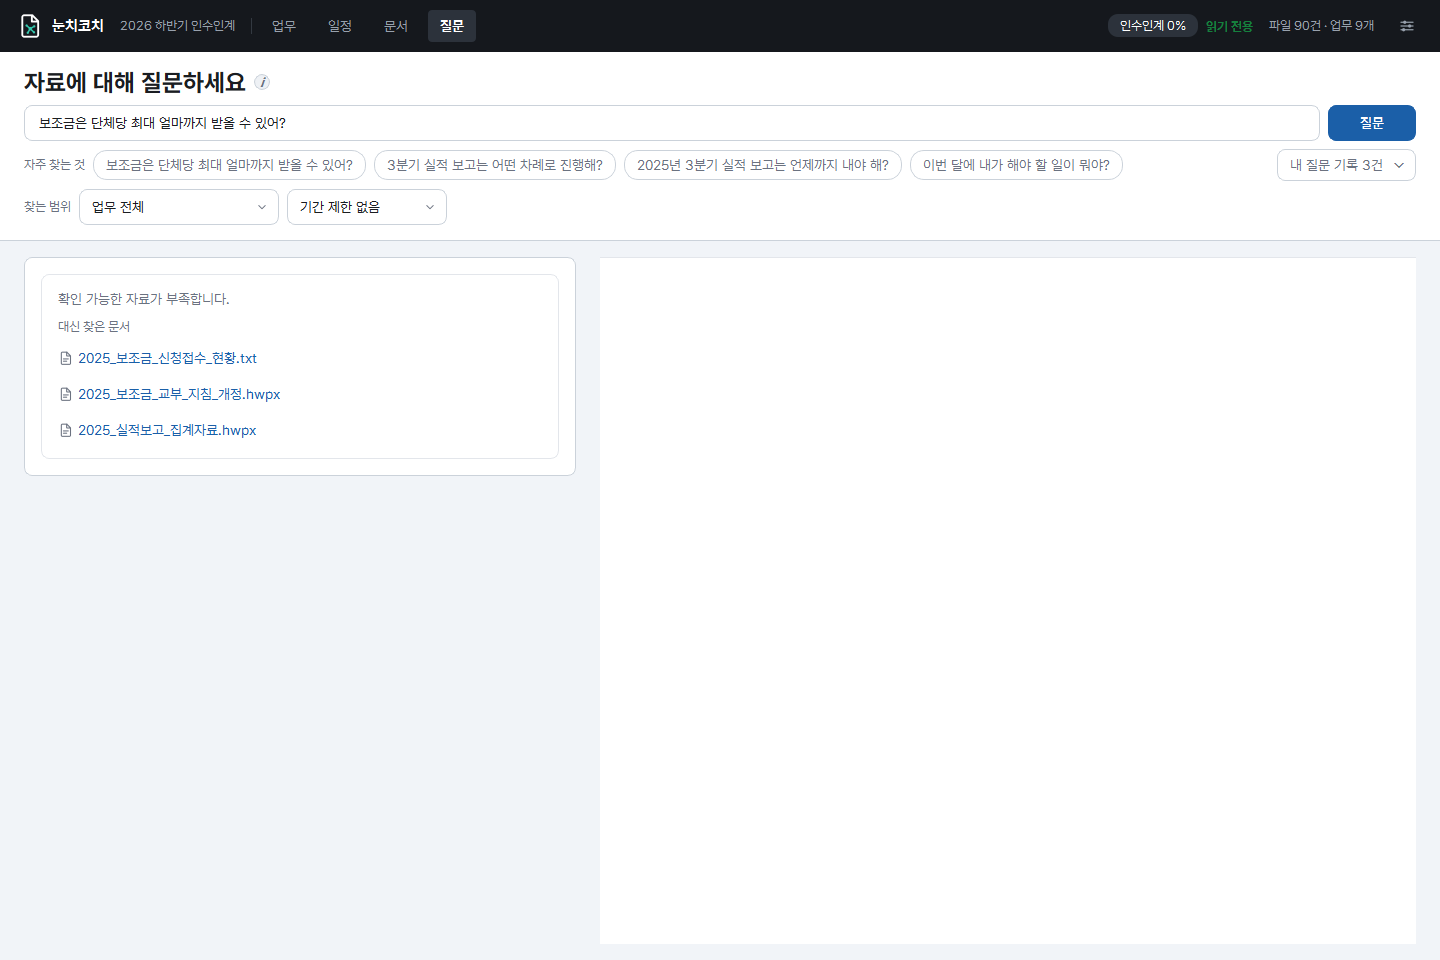 눈치코치 2026 하반기 인수인계 업무 일정 문서 질문 인수인계 0% 읽기 전용 파일 90건 · 업무 9개
자료에 대해 질문하세요 i
보조금은 단체당 최대 얼마까지 받을 수 있어? 질문
자주 찾는 것 보조금은 단체당 최대 얼마까지 받을 수 있어? 3분기 실적 보고는 어떤 차례로 진행해? 2025년 3분기 실적 보고는 언제까지 내야 해? 이번 달에 내가 해야 할 일이 뭐야? 내 질문 기록 3건
찾는 범위 업무 전체 기간 제한 없음
확인 가능한 자료가 부족합니다.
대신 찾은 문서
2025_보조금_신청접수_현황.txt
2025_보조금_교부_지침_개정.hwpx
2025_실적보고_집계자료.hwpx